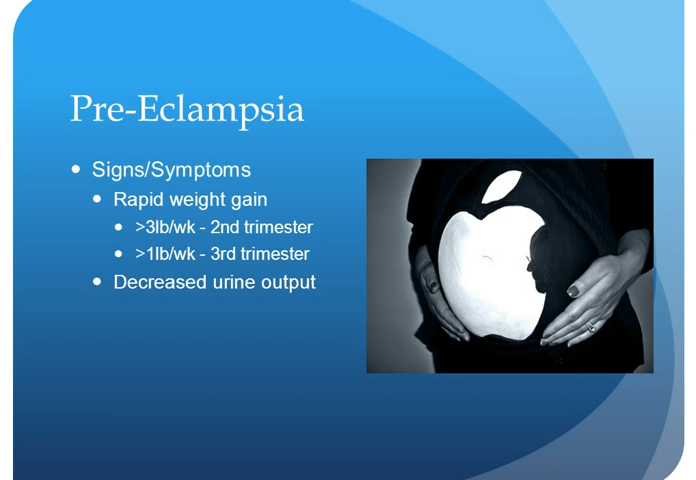 Pre-Eclampsia
Signs/Symptoms
Rapid weight gain
>3lb/wk - 2nd trimester
>1lb/wk - 3rd trimester
Decreased urine output